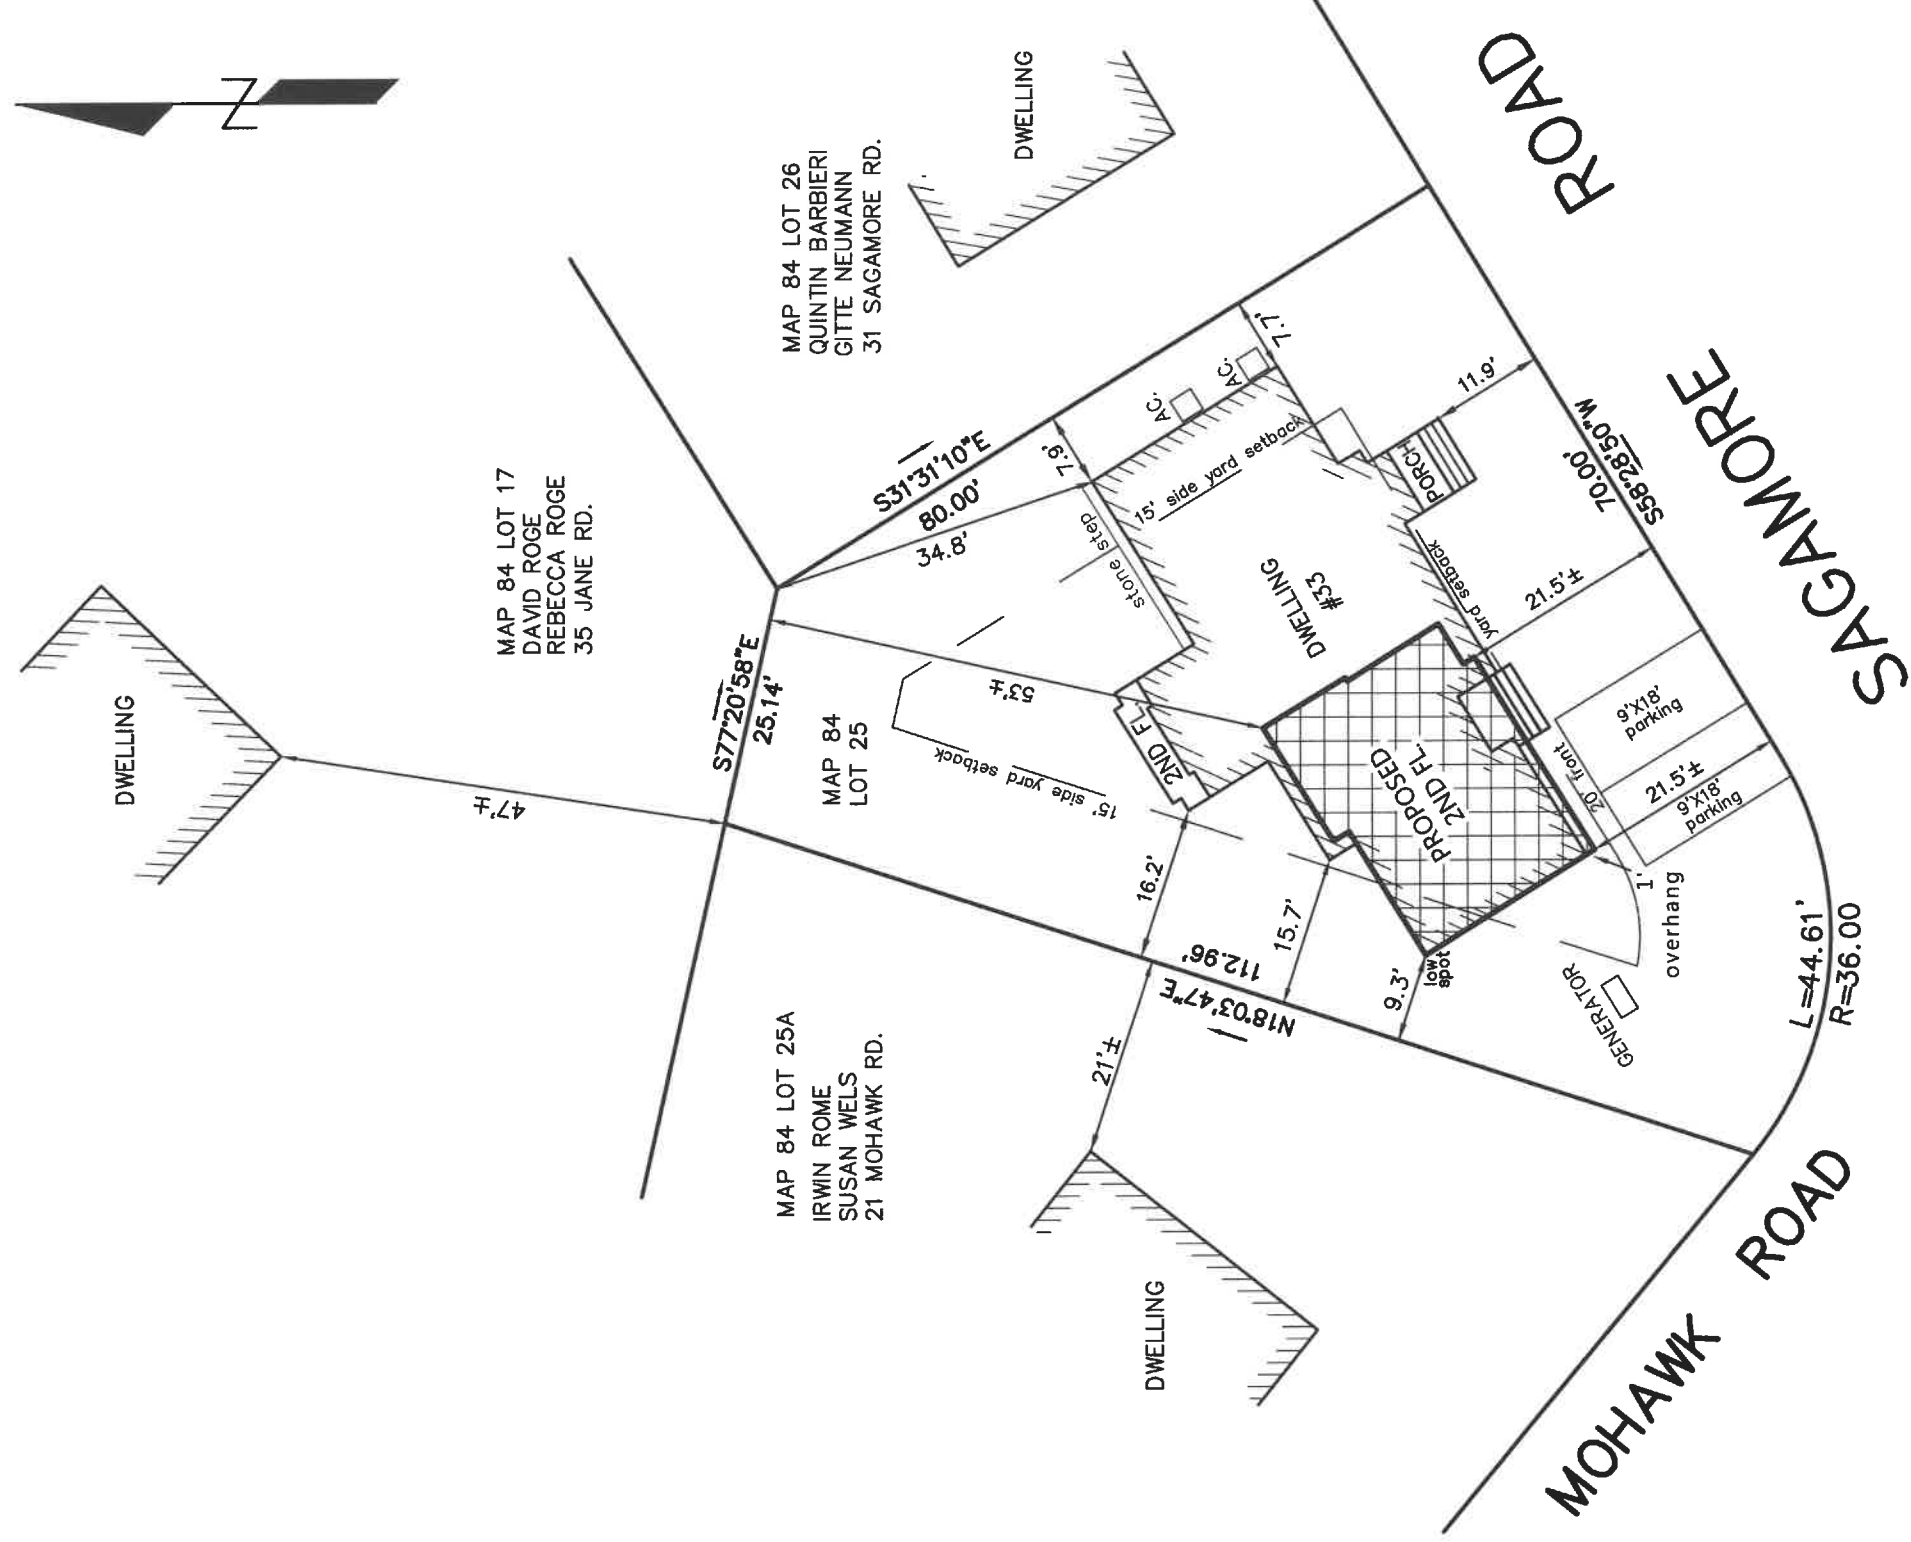 Z
DWELLING
MAP 84 LOT 17
DAVID ROGE
REBECCA ROGE
35 JANE RD.
MAP 84 LOT 26
QUINTIN BARBIERI
GITTE NEUMANN
31 SAGAMORE RD.
DWELLING
47'±
S77°20'58"E
25.14'
S31°31'10"E
80.00'
34.8'
7.9'
7.7'
AC.
AC.
MAP 84
LOT 25
15' side yard setback
53'±
stome step
15' side yard setback
2ND FL.
DWELLING
#33
PORCH
11.9'
70.00'
S58°28'50"W
yard setback
21.5'±
PROPOSED
2ND FL.
20' front
9'X18'
parking
21.5'±
9'X18'
parking
16.2'
15.7'
9.3'
low
spot
1'
overhang
GENERATOR
112.96'
N18°03'47"E
21'±
MAP 84 LOT 25A
IRWIN ROME
SUSAN WELS
21 MOHAWK RD.
DWELLING
L=44.61'
R=36.00
MOHAWK ROAD
SAGAMORE ROAD